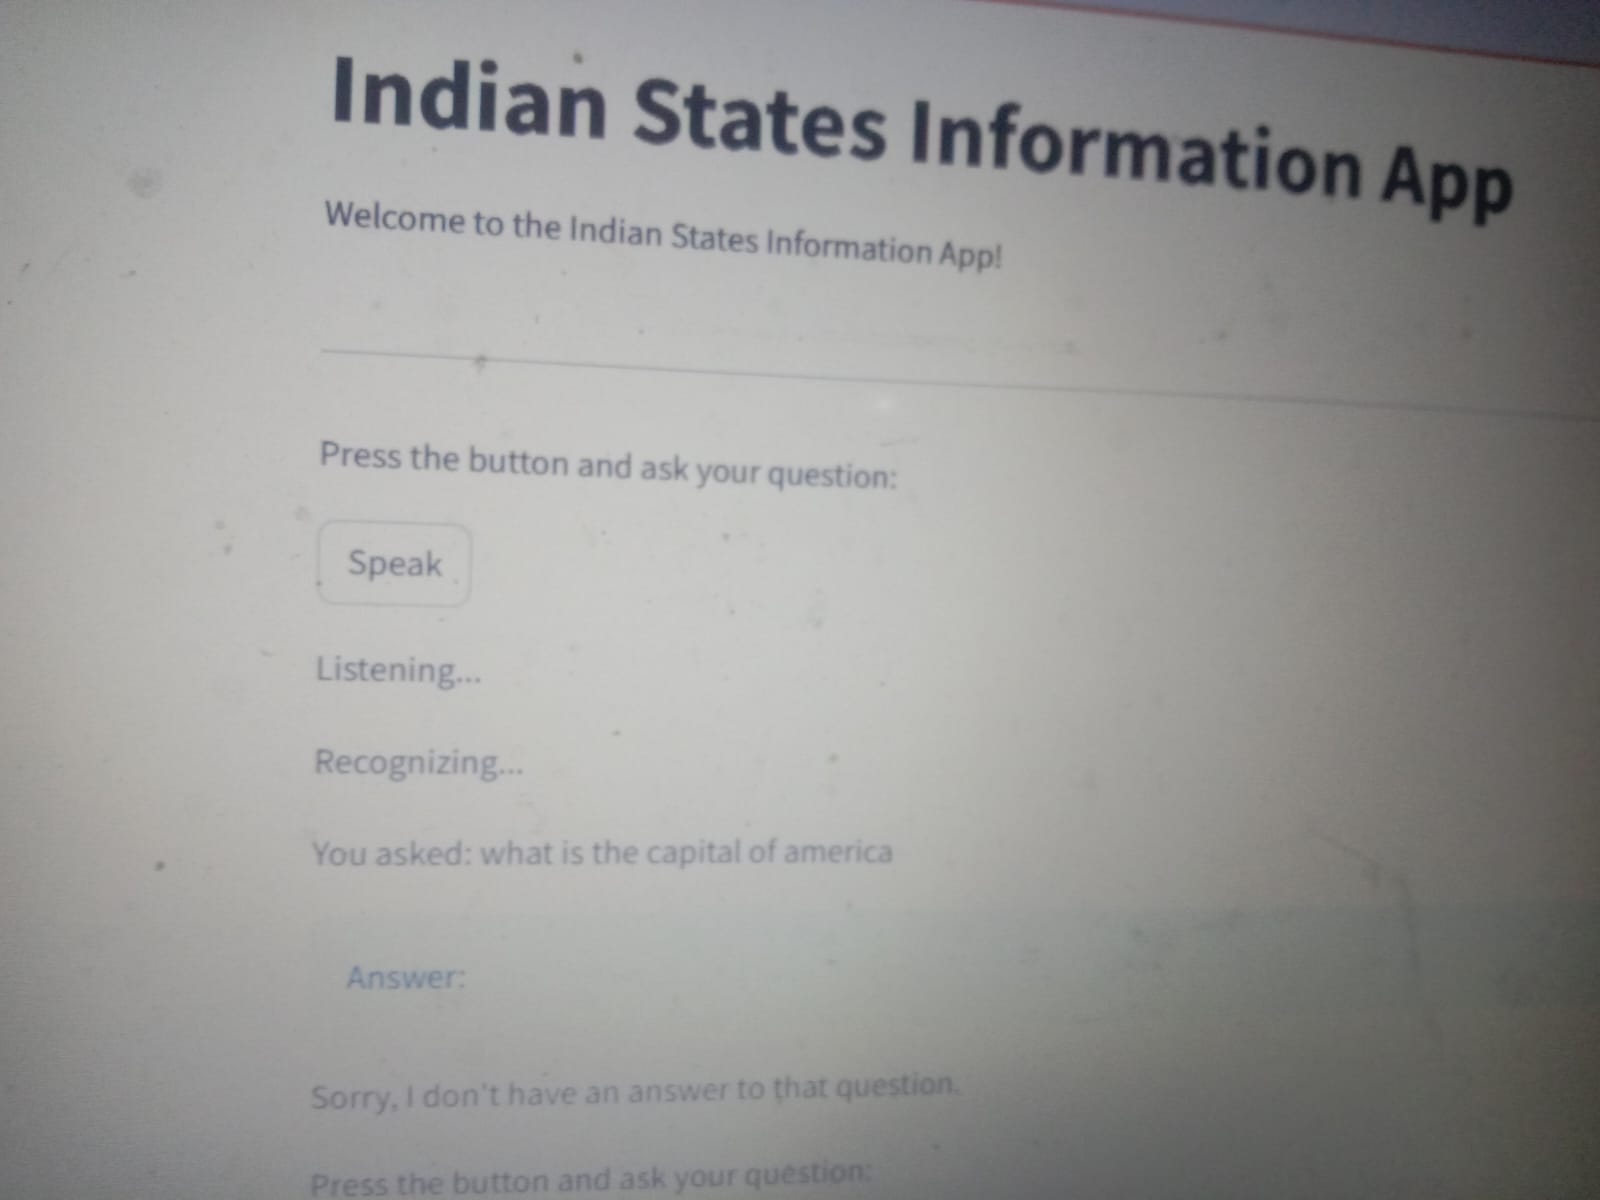 Indian States Information App
Welcome to the Indian States Information App!
Press the button and ask your question:
Speak
Listening...
Recognizing...
You asked: what is the capital of america
Answer:
Sorry, I don't have an answer to that question.
Press the button and ask your question: